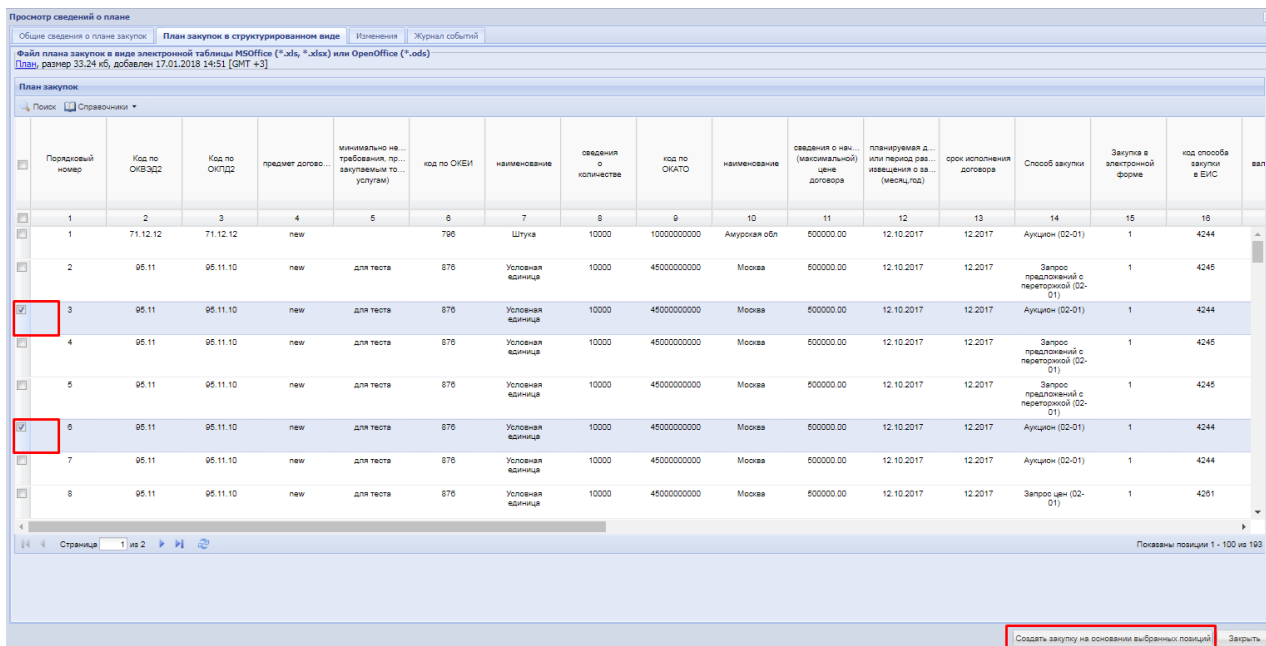 Просмотр сведений о плане
Общие сведения о плане закупок План закупок в структурированном виде Изменения Журнал событий
Файл плана закупок в виде электронной таблицы MSOffice (*.xls, *.xlsx) или OpenOffice (*.ods)
План, размер 33.24 кб, добавлен 17.01.2018 14:51 [GMT +3]
План закупок
Поиск Справочники
Порядковый номер Код по ОКВЭД2 Код по ОКПД2 предмет догово... минимально не... требования, пр... закупаемым то... услугам) код по ОКЕИ наименование сведения о количестве код по ОКАТО наименование сведения о нач... (максимальной) цене договора планируемая д... или период раз... извещения о за... (месяц,год) срок исполнения договора Способ закупки Закупка в электронной форме код способа закупки в ЕИС вал
1 2 3 4 5 6 7 8 9 10 11 12 13 14 15 16
1 71.12.12 71.12.12 new 796 Штука 10000 10000000000 Амурская обл 500000.00 12.10.2017 12.2017 Аукцион (02-01) 1 4244
2 95.11 95.11.10 new для теста 876 Условная единица 10000 45000000000 Москва 500000.00 12.10.2017 12.2017 Запрос предложений с переторжкой (02-01) 1 4245
3 95.11 95.11.10 new для теста 876 Условная единица 10000 45000000000 Москва 500000.00 12.10.2017 12.2017 Аукцион (02-01) 1 4244
4 95.11 95.11.10 new для теста 876 Условная единица 10000 45000000000 Москва 500000.00 12.10.2017 12.2017 Запрос предложений с переторжкой (02-01) 1 4245
5 95.11 95.11.10 new для теста 876 Условная единица 10000 45000000000 Москва 500000.00 12.10.2017 12.2017 Запрос предложений с переторжкой (02-01) 1 4245
6 95.11 95.11.10 new для теста 876 Условная единица 10000 45000000000 Москва 500000.00 12.10.2017 12.2017 Аукцион (02-01) 1 4244
7 95.11 95.11.10 new для теста 876 Условная единица 10000 45000000000 Москва 500000.00 12.10.2017 12.2017 Аукцион (02-01) 1 4244
8 95.11 95.11.10 new для теста 876 Условная единица 10000 45000000000 Москва 500000.00 12.10.2017 12.2017 Запрос цен (02-01) 1 4261
Страница 1 из 2 Показаны позиции 1 - 100 из 193
Создать закупку на основании выбранных позиций Закрыть